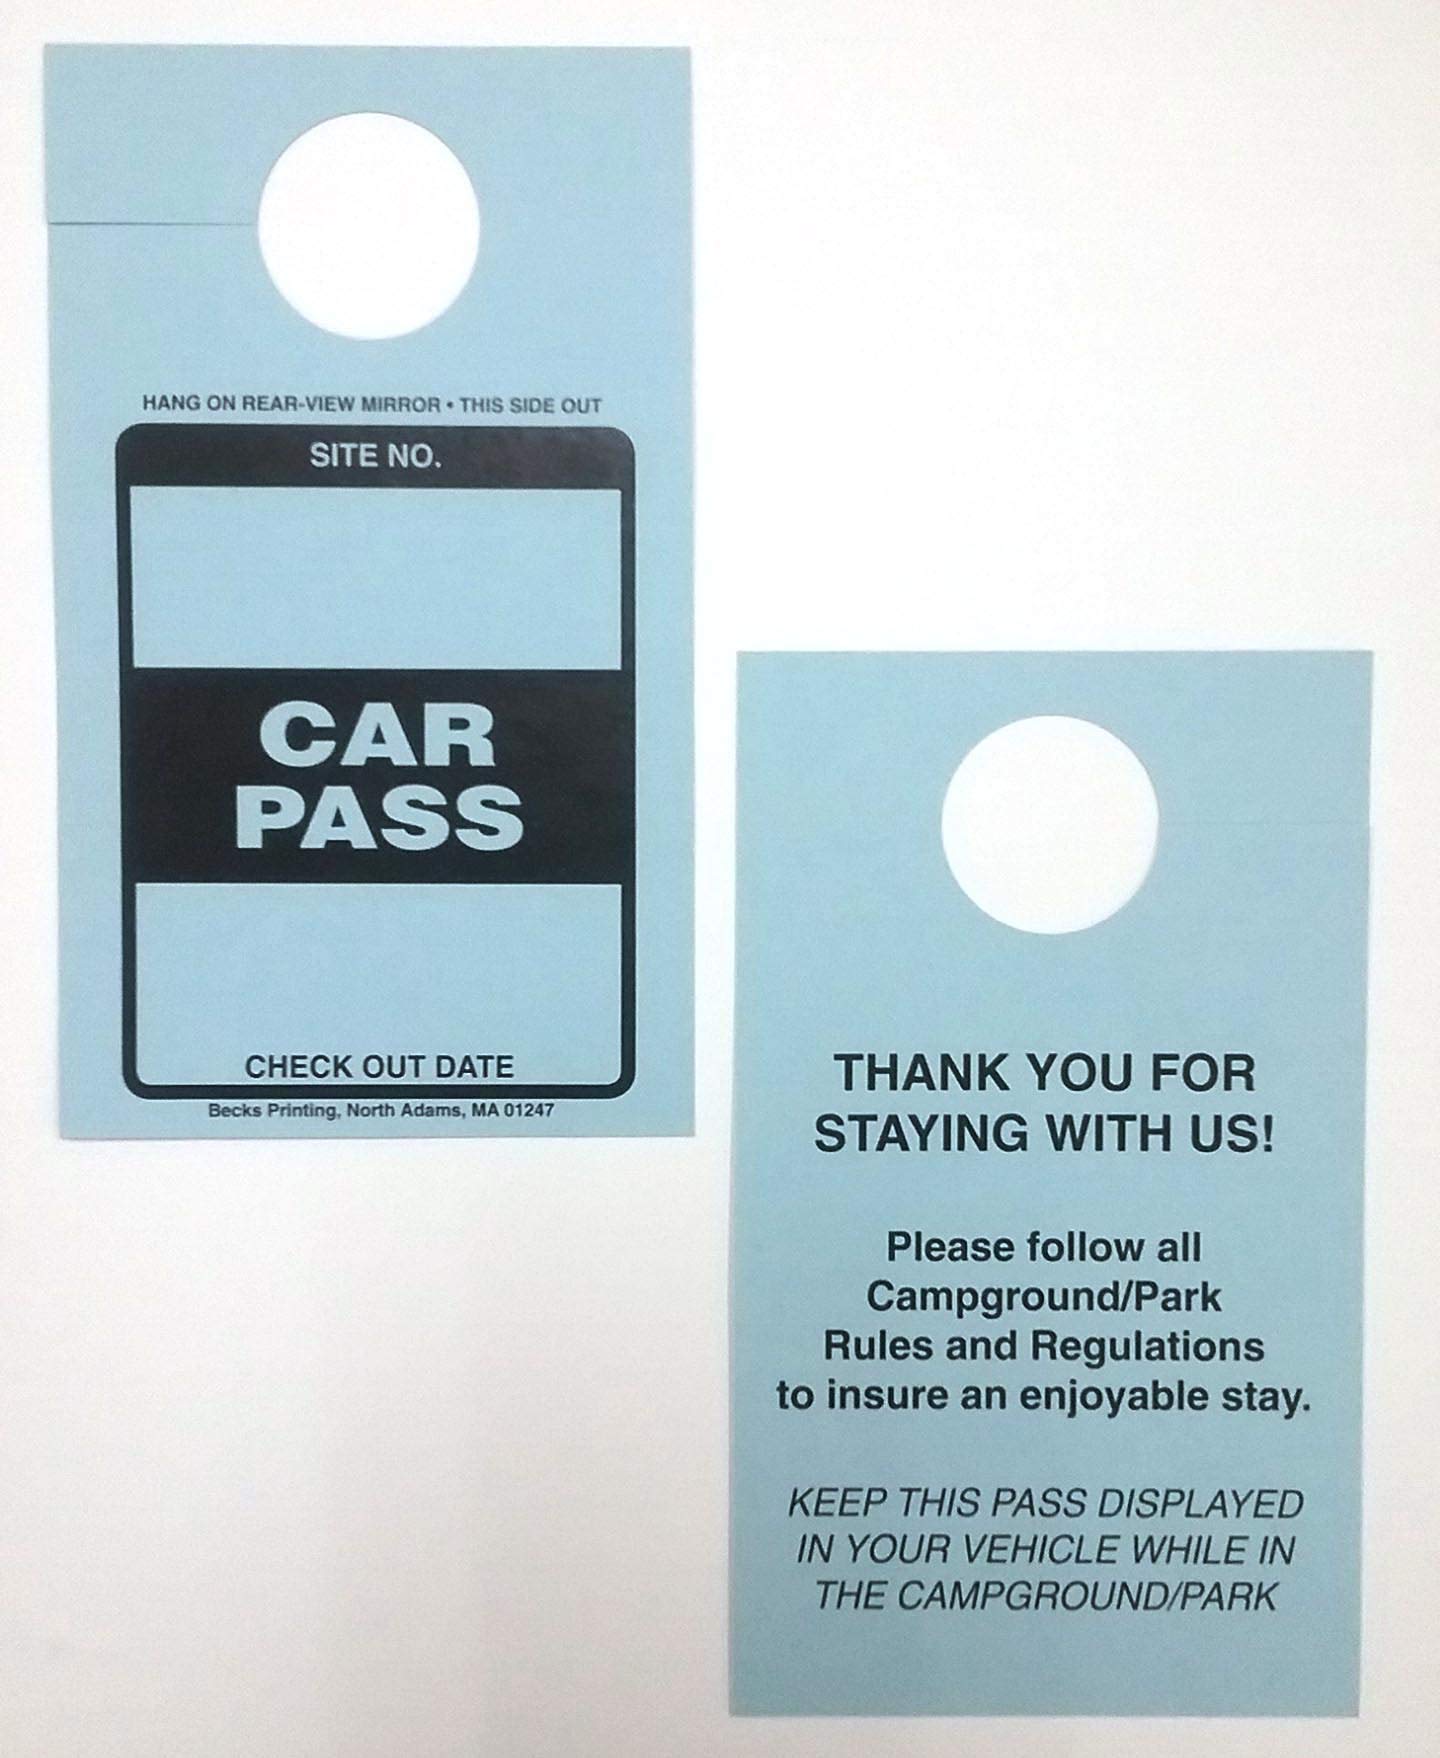 HANG ON REAR-VIEW MIRROR • THIS SIDE OUT
SITE NO.
CAR
PASS
CHECK OUT DATE
Becks Printing, North Adams, MA 01247
THANK YOU FOR
STAYING WITH US!
Please follow all
Campground/Park
Rules and Regulations
to insure an enjoyable stay.
KEEP THIS PASS DISPLAYED
IN YOUR VEHICLE WHILE IN
THE CAMPGROUND/PARK